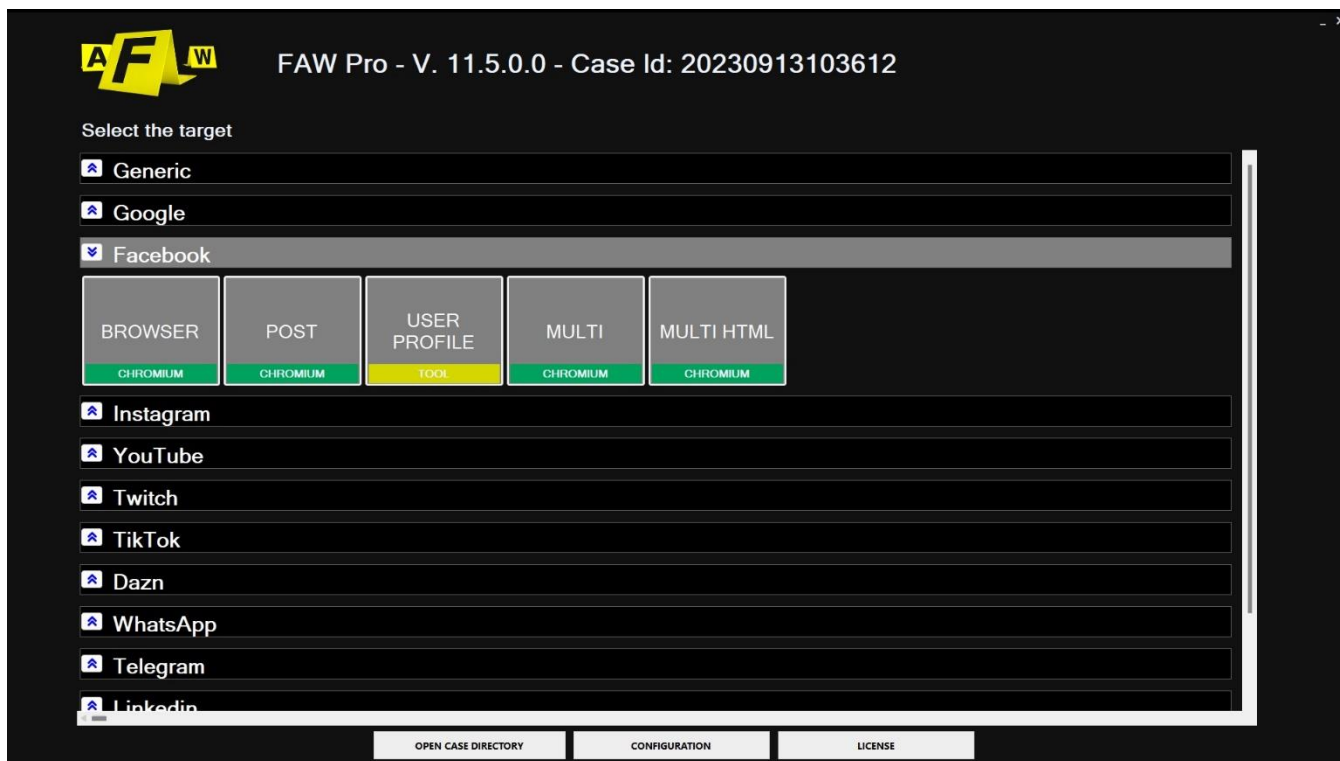 A F W
FAW Pro - V. 11.5.0.0 - Case Id: 20230913103612
Select the target
Generic
Google
Facebook
BROWSER
CHROMIUM
POST
CHROMIUM
USER
PROFILE
TOOL
MULTI
CHROMIUM
MULTI HTML
CHROMIUM
Instagram
YouTube
Twitch
TikTok
Dazn
WhatsApp
Telegram
Linkedin
OPEN CASE DIRECTORY
CONFIGURATION
LICENSE